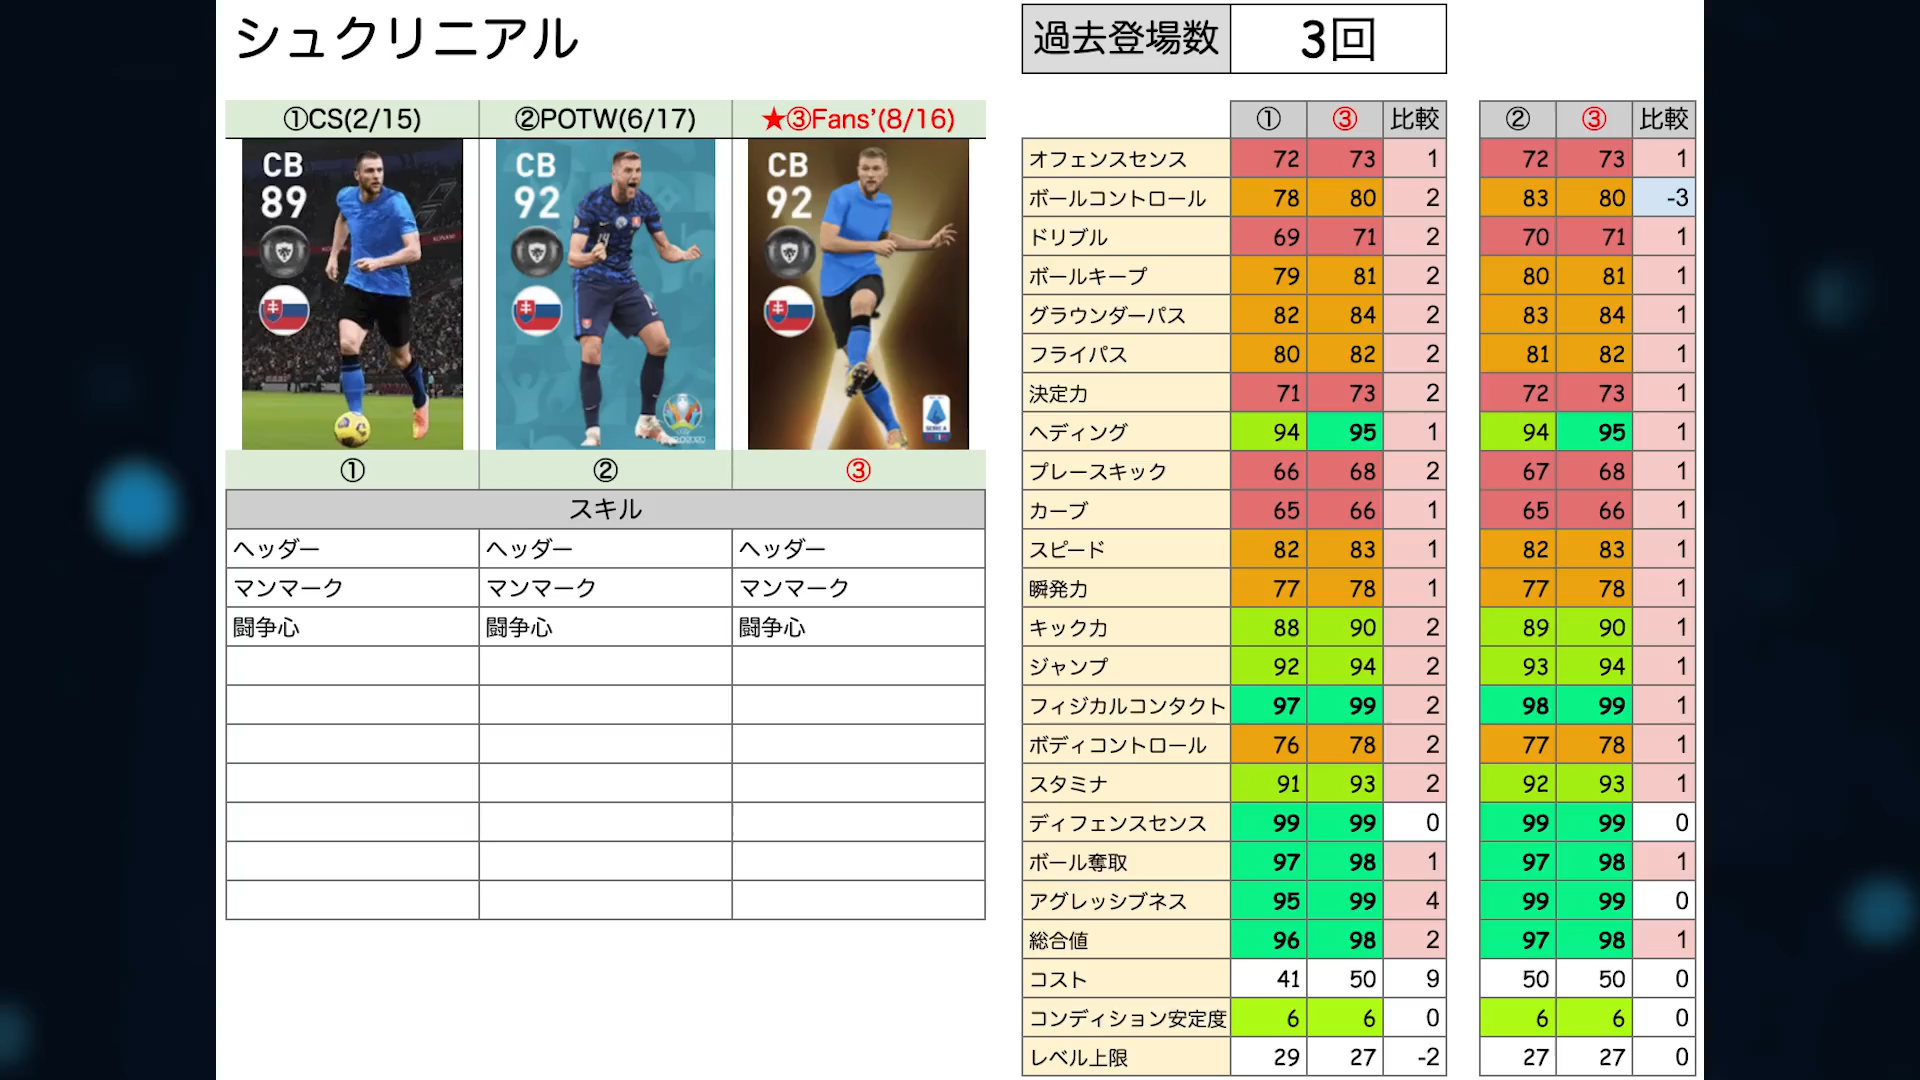 シュクリニアル
過去登場数 3回
①CS(2/15) ②POTW(6/17) ★③Fans’(8/16)
CB 89
CB 92
CB 92
SERIE A
① ② ③
スキル
ヘッダー ヘッダー ヘッダー
マンマーク マンマーク マンマーク
闘争心 闘争心 闘争心
① ③ 比較 ② ③ 比較
オフェンスセンス 72 73 1 72 73 1
ボールコントロール 78 80 2 83 80 -3
ドリブル 69 71 2 70 71 1
ボールキープ 79 81 2 80 81 1
グラウンダーパス 82 84 2 83 84 1
フライパス 80 82 2 81 82 1
決定力 71 73 2 72 73 1
ヘディング 94 95 1 94 95 1
プレースキック 66 68 2 67 68 1
カーブ 65 66 1 65 66 1
スピード 82 83 1 82 83 1
瞬発力 77 78 1 77 78 1
キック力 88 90 2 89 90 1
ジャンプ 92 94 2 93 94 1
フィジカルコンタクト 97 99 2 98 99 1
ボディコントロール 76 78 2 77 78 1
スタミナ 91 93 2 92 93 1
ディフェンスセンス 99 99 0 99 99 0
ボール奪取 97 98 1 97 98 1
アグレッシブネス 95 99 4 99 99 0
総合値 96 98 2 97 98 1
コスト 41 50 9 50 50 0
コンディション安定度 6 6 0 6 6 0
レベル上限 29 27 -2 27 27 0